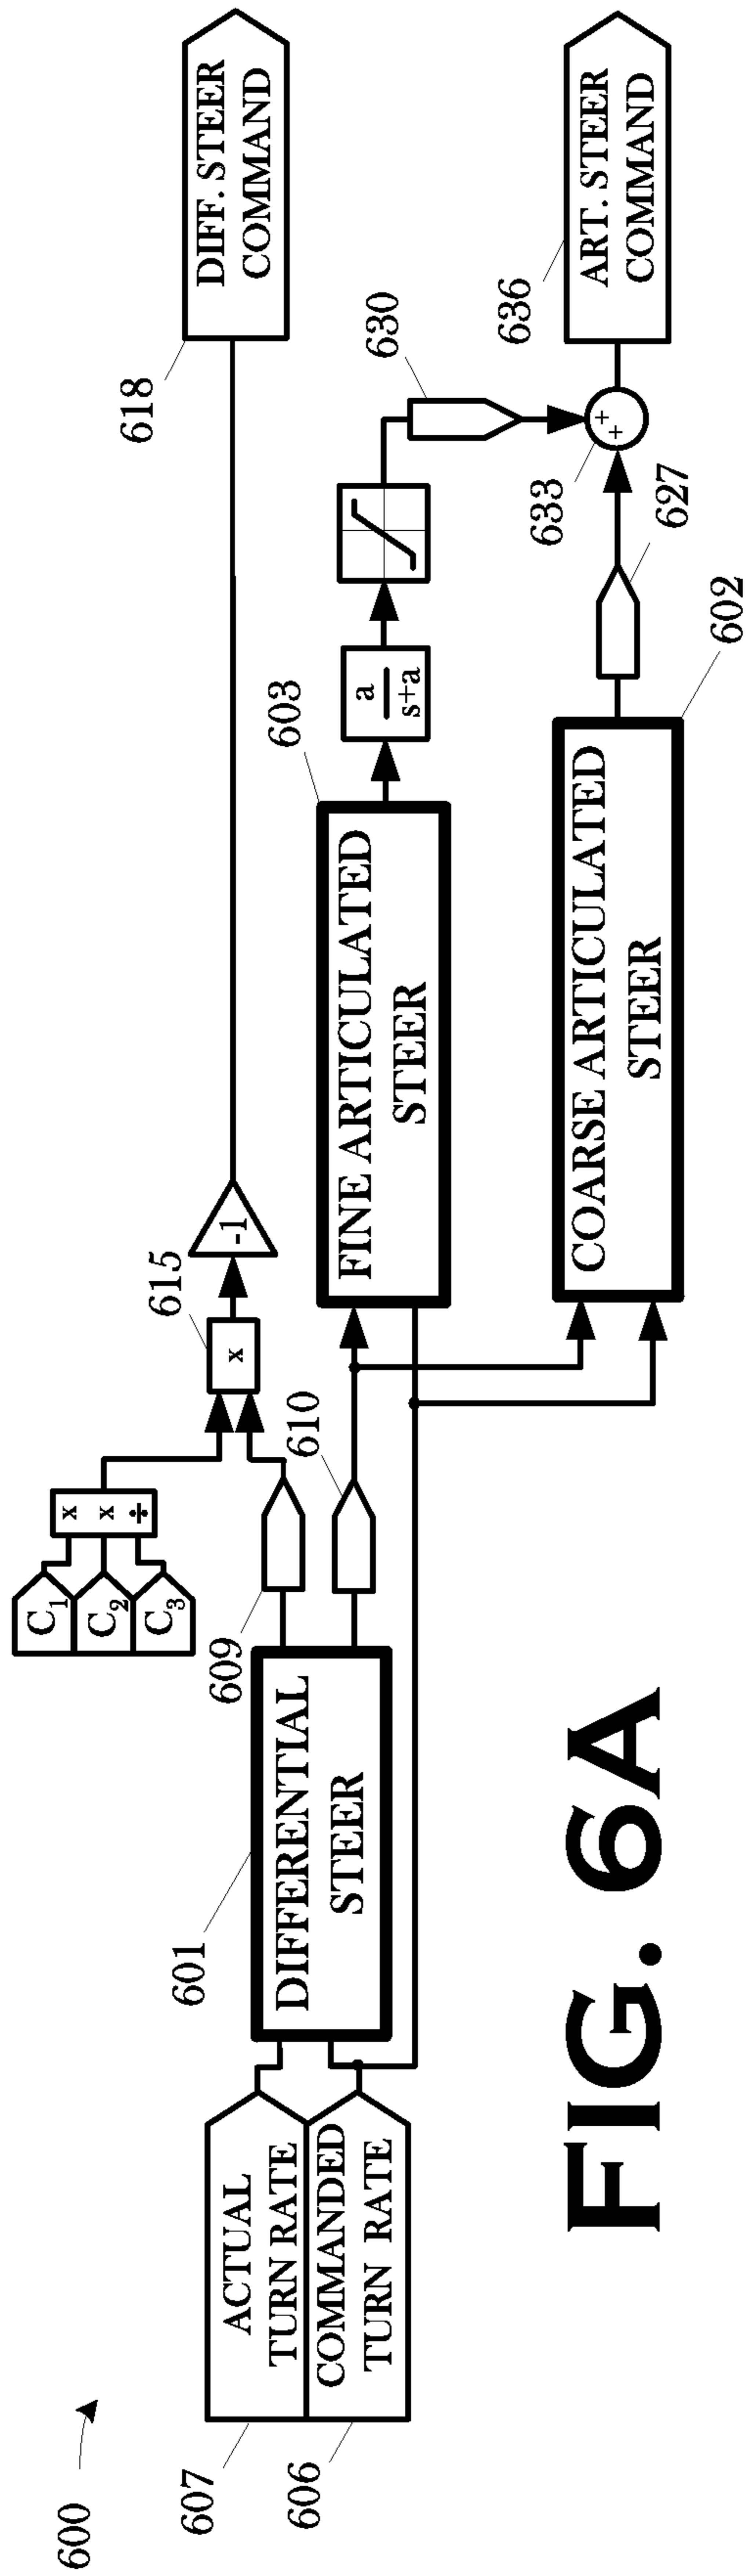 600
607
606
ACTUAL
TURN RATE
COMMANDED
TURN RATE
601
DIFFERENTIAL
STEER
609
610
C1
C2
C3
x
x
÷
615
x
-1
618
DIFF. STEER
COMMAND
603
FINE ARTICULATED
STEER
a
s+a
630
602
COARSE ARTICULATED
STEER
627
633
+
+
636
ART. STEER
COMMAND
FIG. 6A